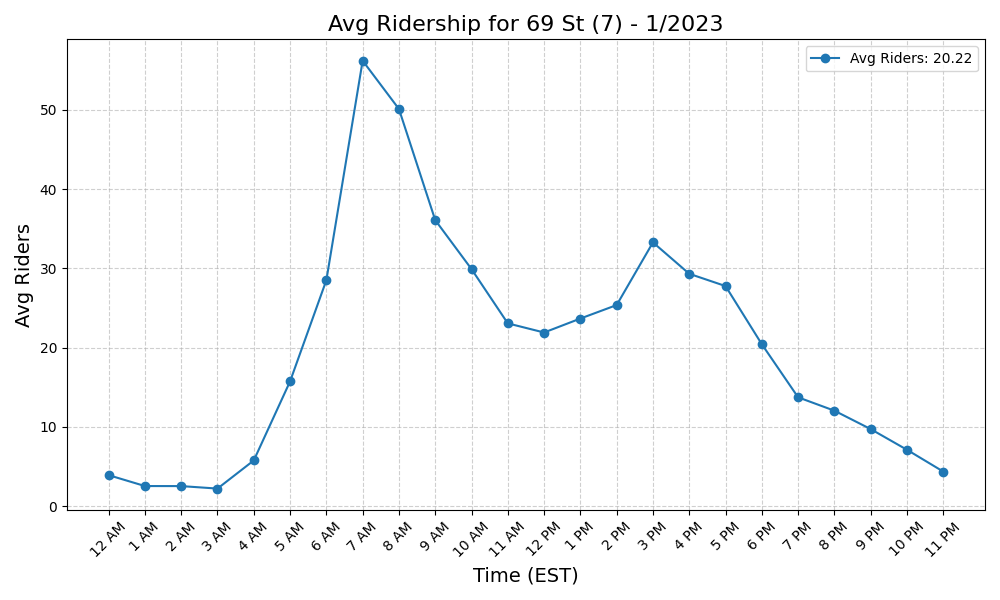 Avg Ridership for 69 St (7) - 1/2023
Avg Riders: 20.22
Avg Riders
50
40
30
20
10
0
12 AM
1 AM
2 AM
3 AM
4 AM
5 AM
6 AM
7 AM
8 AM
9 AM
10 AM
11 AM
12 PM
1 PM
2 PM
3 PM
4 PM
5 PM
6 PM
7 PM
8 PM
9 PM
10 PM
11 PM
Time (EST)